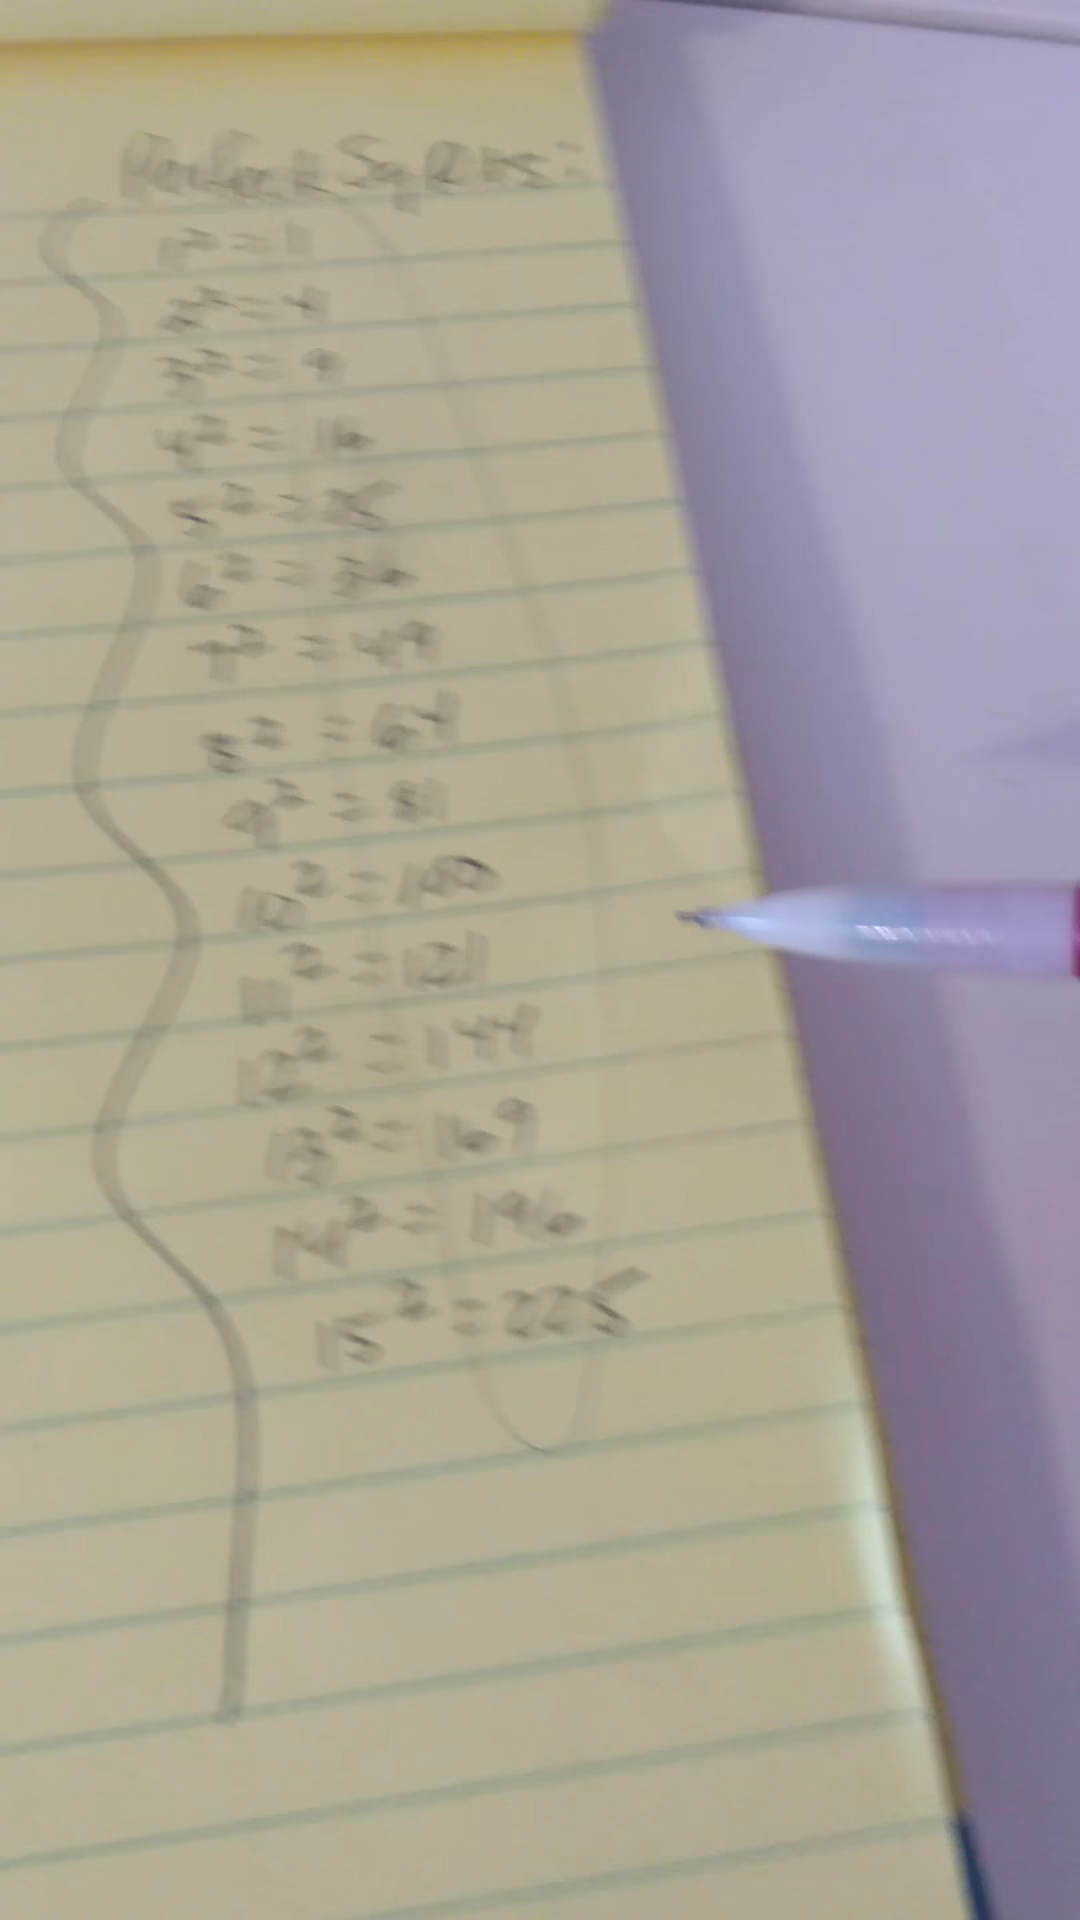 Perfect Squares:
1² = 1
2² = 4
3² = 9
4² = 16
5² = 25
6² = 36
7² = 49
8² = 64
9² = 81
10² = 100
11² = 121
12² = 144
13² = 169
14² = 196
15² = 225